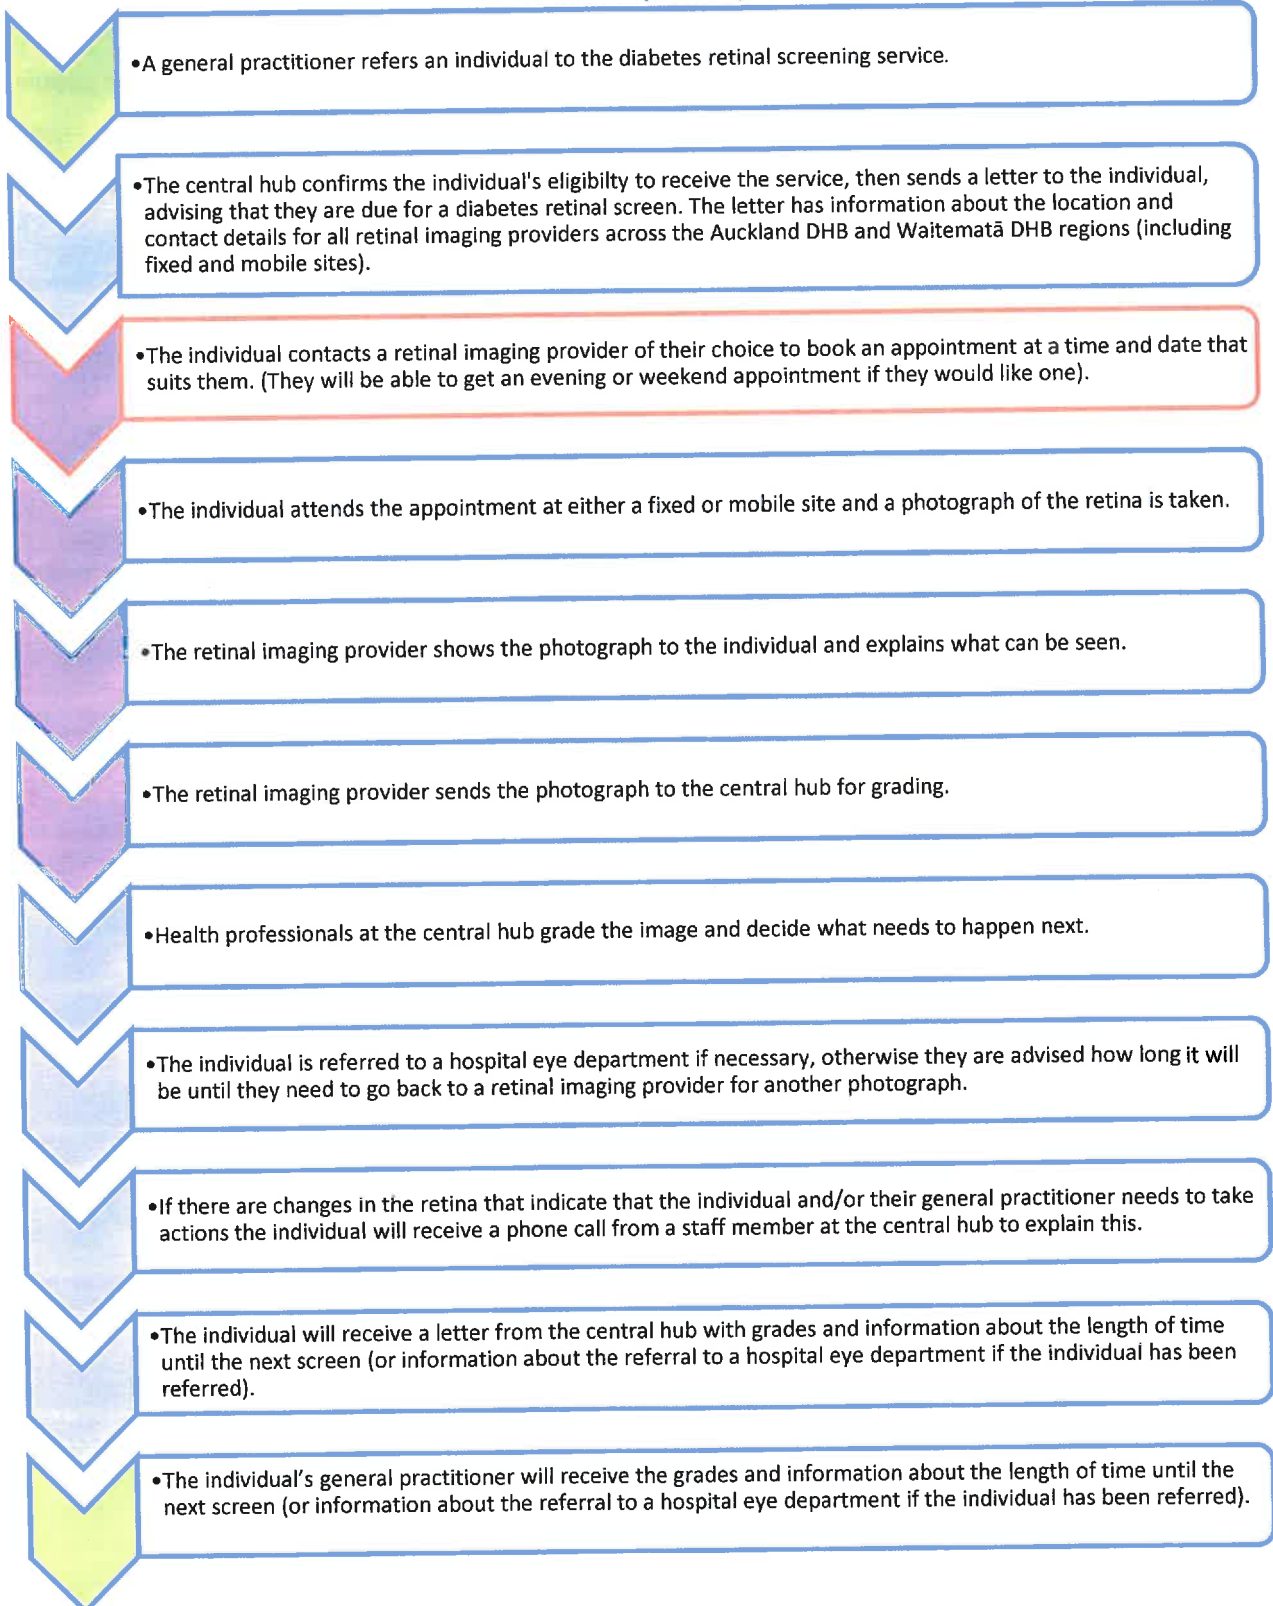 •A general practitioner refers an individual to the diabetes retinal screening service.
•The central hub confirms the individual's eligibilty to receive the service, then sends a letter to the individual,
advising that they are due for a diabetes retinal screen. The letter has information about the location and
contact details for all retinal imaging providers across the Auckland DHB and Waitematā DHB regions (including
fixed and mobile sites).
•The individual contacts a retinal imaging provider of their choice to book an appointment at a time and date that
suits them. (They will be able to get an evening or weekend appointment if they would like one).
•The individual attends the appointment at either a fixed or mobile site and a photograph of the retina is taken.
•The retinal imaging provider shows the photograph to the individual and explains what can be seen.
•The retinal imaging provider sends the photograph to the central hub for grading.
•Health professionals at the central hub grade the image and decide what needs to happen next.
•The individual is referred to a hospital eye department if necessary, otherwise they are advised how long it will
be until they need to go back to a retinal imaging provider for another photograph.
•If there are changes in the retina that indicate that the individual and/or their general practitioner needs to take
actions the individual will receive a phone call from a staff member at the central hub to explain this.
•The individual will receive a letter from the central hub with grades and information about the length of time
until the next screen (or information about the referral to a hospital eye department if the individual has been
referred).
•The individual's general practitioner will receive the grades and information about the length of time until the
next screen (or information about the referral to a hospital eye department if the individual has been referred).